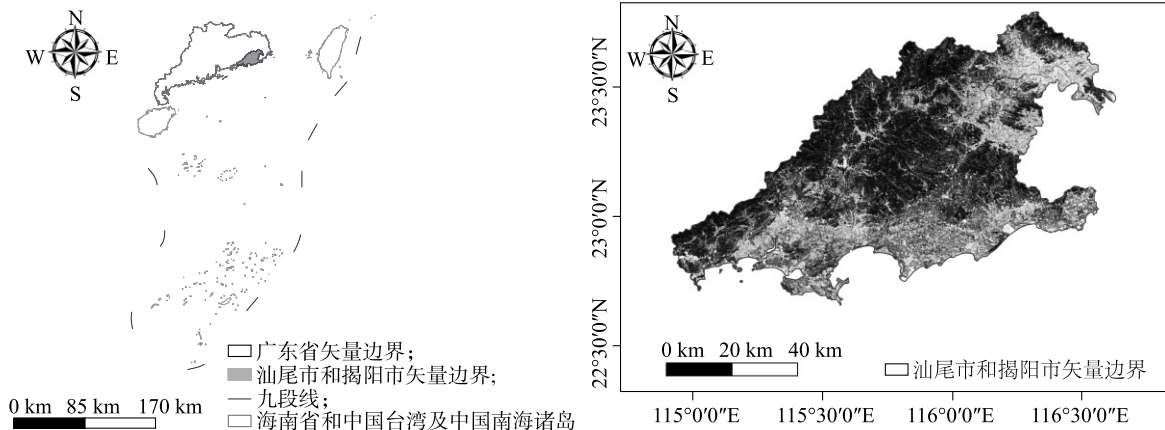 N
W E
S
0 km 85 km 170 km
广东省矢量边界；
汕尾市和揭阳市矢量边界；
九段线；
海南省和中国台湾及中国南海诸岛
N
W E
S
23°30′0″N
23°0′0″N
22°30′0″N
0 km 20 km 40 km
汕尾市和揭阳市矢量边界
115°0′0″E 115°30′0″E 116°0′0″E 116°30′0″E